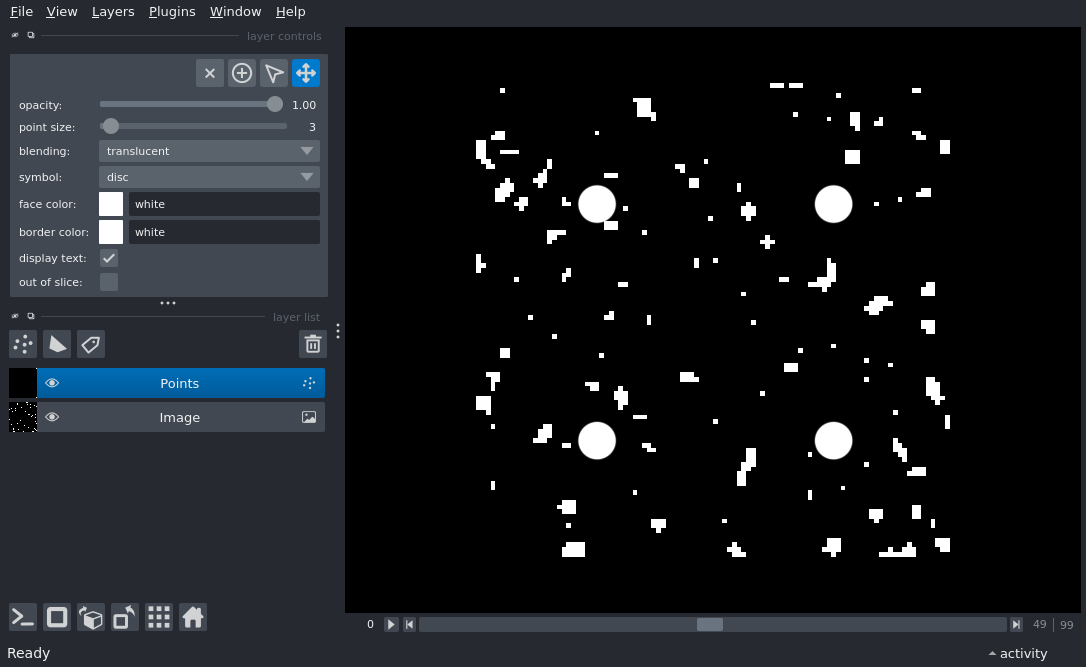 File View Layers Plugins Window Help
layer controls
opacity: 1.00
point size: 3
blending: translucent
symbol: disc
face color: white
border color: white
display text:
out of slice:
layer list
Points
Image
0 49 | 99
Ready activity